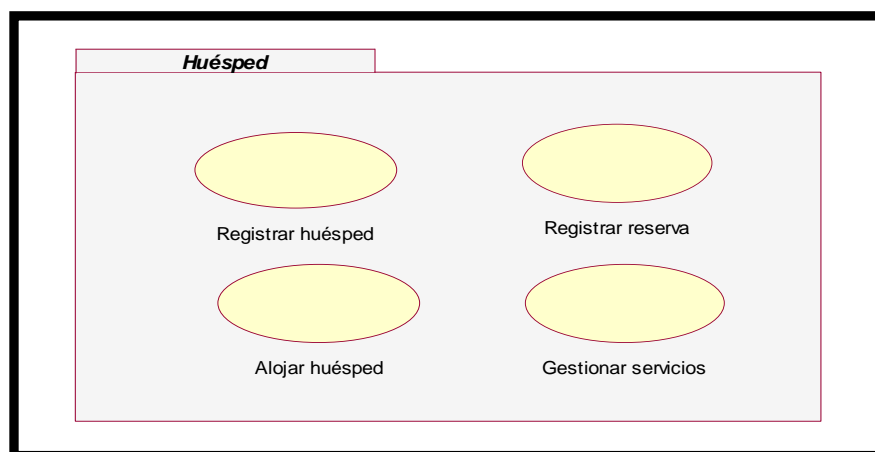 Huésped
Registrar huésped
Registrar reserva
Alojar huésped
Gestionar servicios